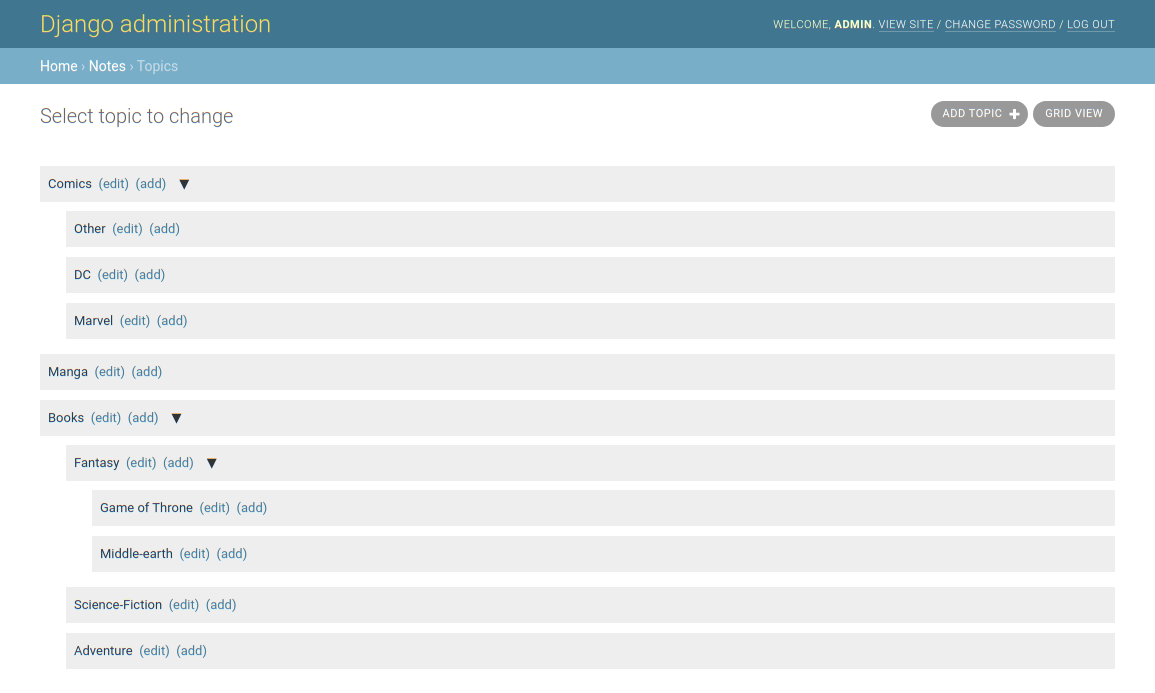 Django administration
WELCOME, ADMIN. VIEW SITE / CHANGE PASSWORD / LOG OUT
Home › Notes › Topics
Select topic to change
ADD TOPIC +
GRID VIEW
Comics (edit) (add) ▼
Other (edit) (add)
DC (edit) (add)
Marvel (edit) (add)
Manga (edit) (add)
Books (edit) (add) ▼
Fantasy (edit) (add) ▼
Game of Throne (edit) (add)
Middle-earth (edit) (add)
Science-Fiction (edit) (add)
Adventure (edit) (add)